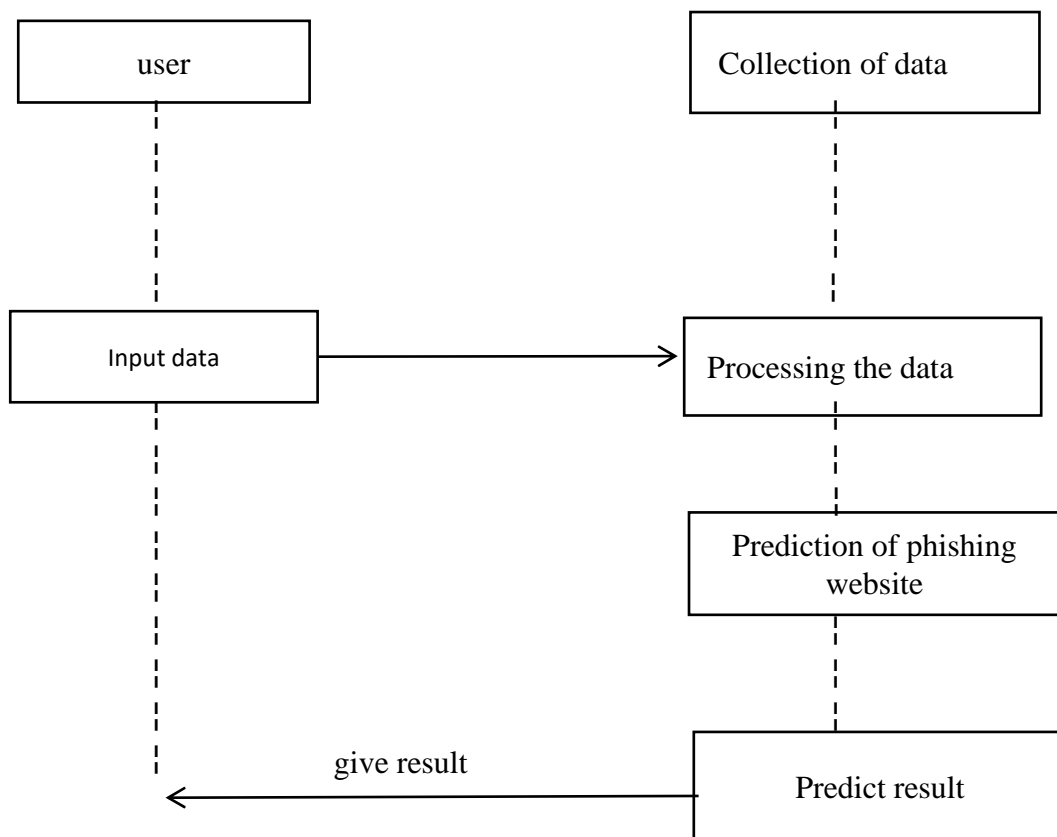 user
Collection of data
Input data
Processing the data
Prediction of phishing
website
give result
Predict result